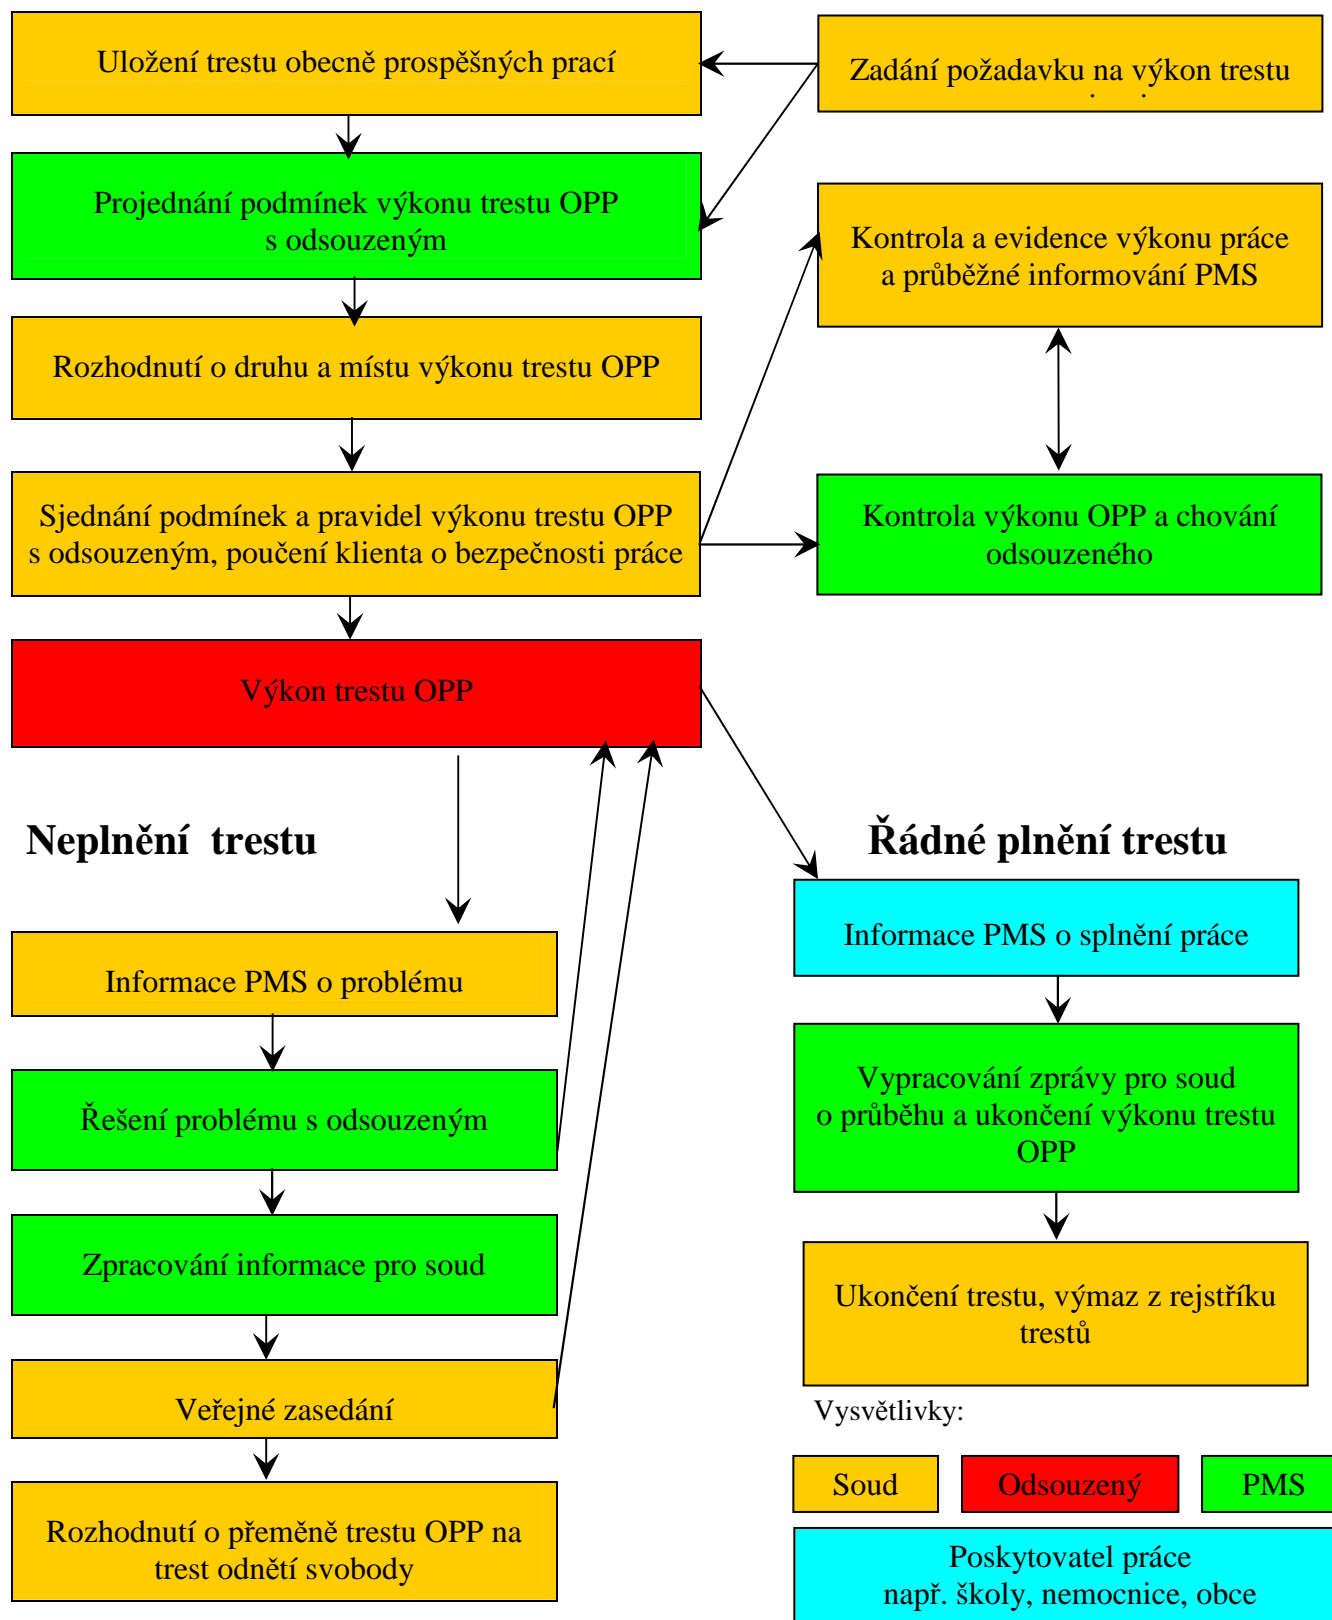 Uložení trestu obecně prospěšných prací
Zadání požadavku na výkon trestu
Projednání podmínek výkonu trestu OPP
s odsouzeným
Kontrola a evidence výkonu práce
a průběžné informování PMS
Rozhodnutí o druhu a místu výkonu trestu OPP
Sjednání podmínek a pravidel výkonu trestu OPP
s odsouzeným, poučení klienta o bezpečnosti práce
Kontrola výkonu OPP a chování
odsouzeného
Výkon trestu OPP
Neplnění trestu
Řádné plnění trestu
Informace PMS o problému
Informace PMS o splnění práce
Řešení problému s odsouzeným
Vypracování zprávy pro soud
o průběhu a ukončení výkonu trestu
OPP
Zpracování informace pro soud
Ukončení trestu, výmaz z rejstříku
trestů
Veřejné zasedání
Rozhodnutí o přeměně trestu OPP na
trest odnětí svobody
Vysvětlivky:
Soud
Odsouzený
PMS
Poskytovatel práce
např. školy, nemocnice, obce